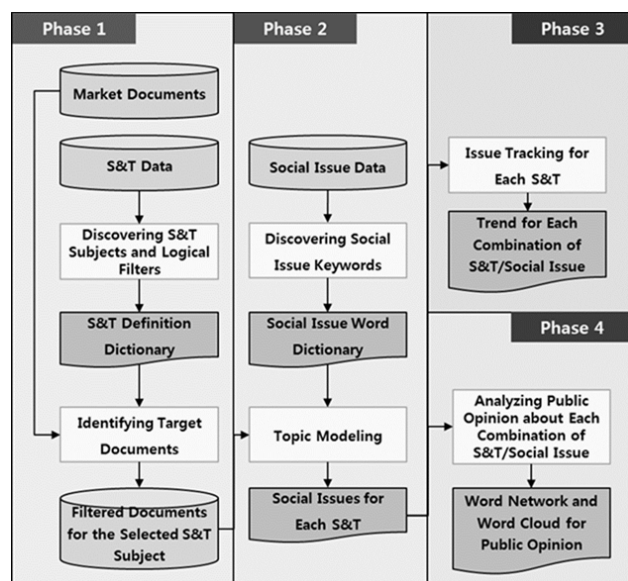 Phase 1
Market Documents
S&T Data
Discovering S&T
Subjects and Logical
Filters
S&T Definition
Dictionary
Identifying Target
Documents
Filtered Documents
for the Selected S&T
Subject
Phase 2
Social Issue Data
Discovering Social
Issue Keywords
Social Issue Word
Dictionary
Topic Modeling
Social Issues for
Each S&T
Phase 3
Issue Tracking for
Each S&T
Trend for Each
Combination of
S&T/Social Issue
Phase 4
Analyzing Public
Opinion about Each
Combination of
S&T/Social Issue
Word Network and
Word Cloud for
Public Opinion